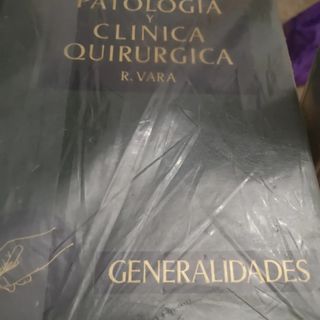 PATOLOGIA
Y
CLINICA
QUIRURGICA
R. VARA
GENERALIDADES